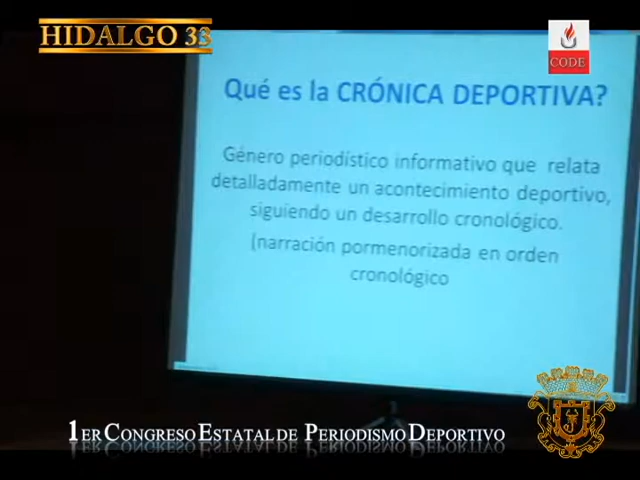 HIDALGO 33
CODE
Qué es la CRÓNICA DEPORTIVA?
Género periodístico informativo que relata
detalladamente un acontecimiento deportivo,
siguiendo un desarrollo cronológico.
(narración pormenorizada en orden
cronológico
1ER CONGRESO ESTATAL DE PERIODISMO DEPORTIVO